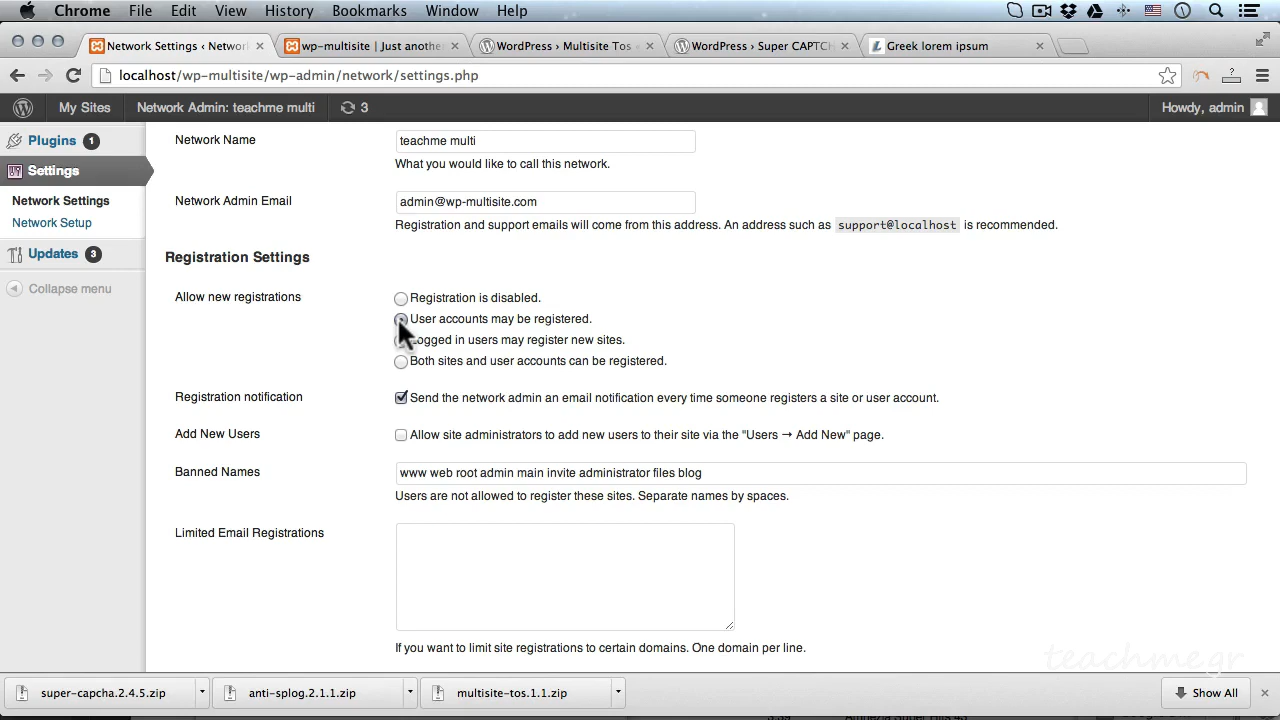 Chrome File Edit View History Bookmarks Window Help
Network Settings ‹ Networ
wp-multisite | Just anothe
WordPress › Multisite Tos «
WordPress › Super CAPTCH
Greek lorem ipsum
localhost/wp-multisite/wp-admin/network/settings.php
My Sites Network Admin: teachme multi 3 Howdy, admin
Plugins 1
Settings
Network Settings
Network Setup
Updates 3
Collapse menu
Network Name teachme multi
What you would like to call this network.
Network Admin Email admin@wp-multisite.com
Registration and support emails will come from this address. An address such as support@localhost is recommended.
Registration Settings
Allow new registrations Registration is disabled.
User accounts may be registered.
ogged in users may register new sites.
Both sites and user accounts can be registered.
Registration notification Send the network admin an email notification every time someone registers a site or user account.
Add New Users Allow site administrators to add new users to their site via the "Users → Add New" page.
Banned Names www web root admin main invite administrator files blog
Users are not allowed to register these sites. Separate names by spaces.
Limited Email Registrations
If you want to limit site registrations to certain domains. One domain per line.
teachme.gr
super-capcha.2.4.5.zip anti-splog.2.1.1.zip multisite-tos.1.1.zip Show All